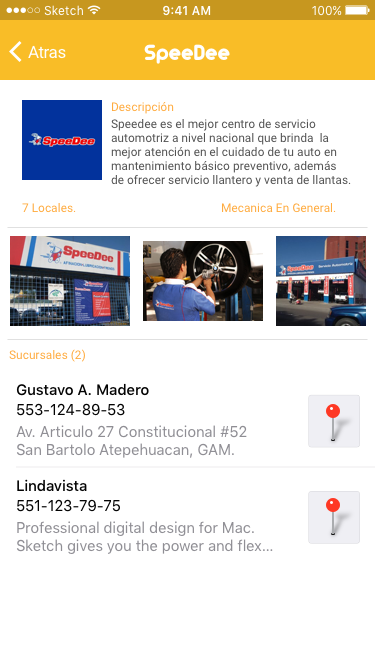 Sketch 9:41 AM 100%
Atras SpeeDee
Descripción
SpeeDee
Speedee es el mejor centro de servicio
automotriz a nivel nacional que brinda la
mejor atención en el cuidado de tu auto en
mantenimiento básico preventivo, además
de ofrecer servicio llantero y venta de llantas.
7 Locales. Mecanica En General.
SpeeDee
SpeeDee
Sucursales (2)
Gustavo A. Madero
553-124-89-53
Av. Articulo 27 Constitucional #52
San Bartolo Atepehuacan, GAM.
Lindavista
551-123-79-75
Professional digital design for Mac.
Sketch gives you the power and flex...